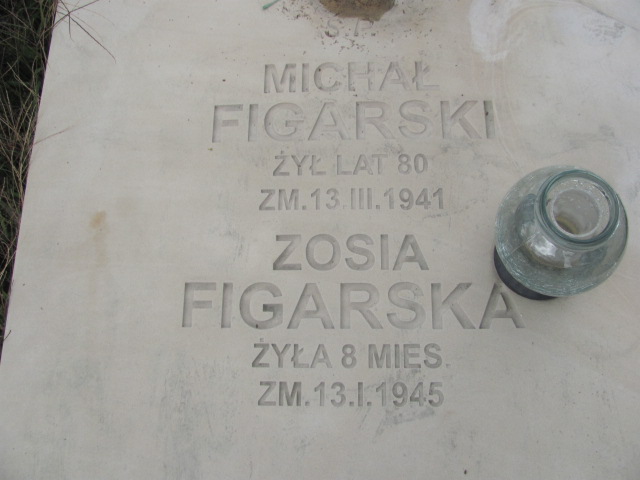 MICHAŁ
FIGARSKI
ŻYŁ LAT 80
ZM.13.III.1941
ZOSIA
FIGARSKA
ŻYŁA 8 MIES.
ZM.13.I.1945